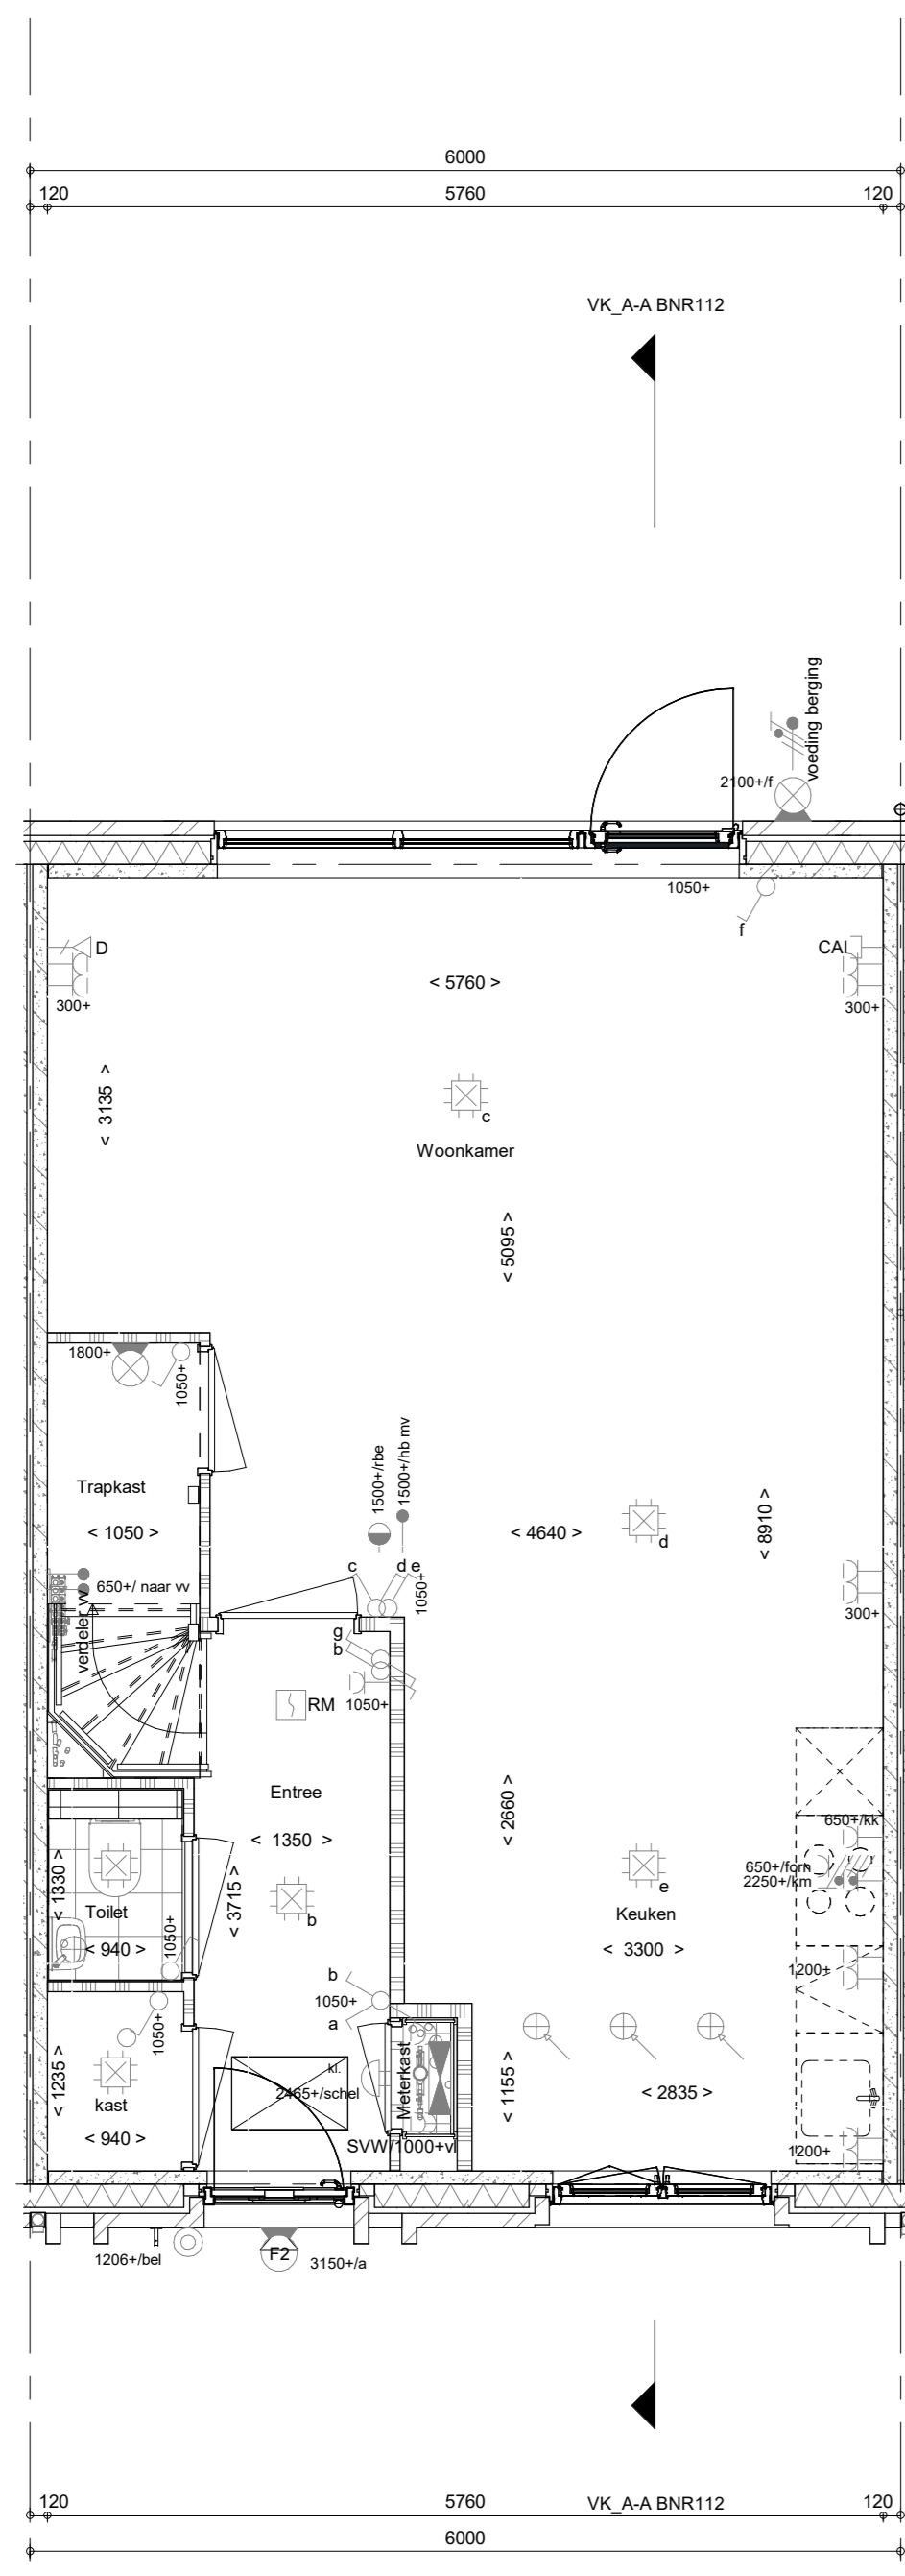 6000
120 5760 120
VK_A-A BNR112
voeding berging
2100+/f
1050+
f
D
CAI
300+
< 5760 >
300+
< 3135 >
c
Woonkamer
< 5095 >
1800+
1050+
1500+/rbe
1500+/hb mv
Trapkast
< 1050 >
< 4640 >
d
< 8910 >
c
d e
1050+
650+/ naar vv
verdeler vv
300+
g
b
1050+
RM
Entree
< 1350 >
< 2660 >
650+/kk
650+/forn
2250+/km
< 1330 >
Toilet
< 940 >
1050+
< 3715 >
b
e
Keuken
< 3300 >
1200+
b
1050+
a
1050+
< 1235 >
kast
< 940 >
kl.
2465+/schel
Meterkast
< 1155 >
< 2835 >
SVW/1000+vl
1200+
1206+/bel
F2
3150+/a
120 5760 VK_A-A BNR112 120
6000